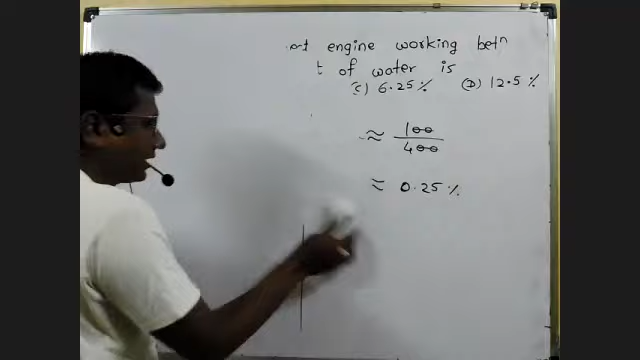 engine working betn
t of water is
(C) 6.25% (D) 12.5%
≈ 100/400
≈ 0.25%